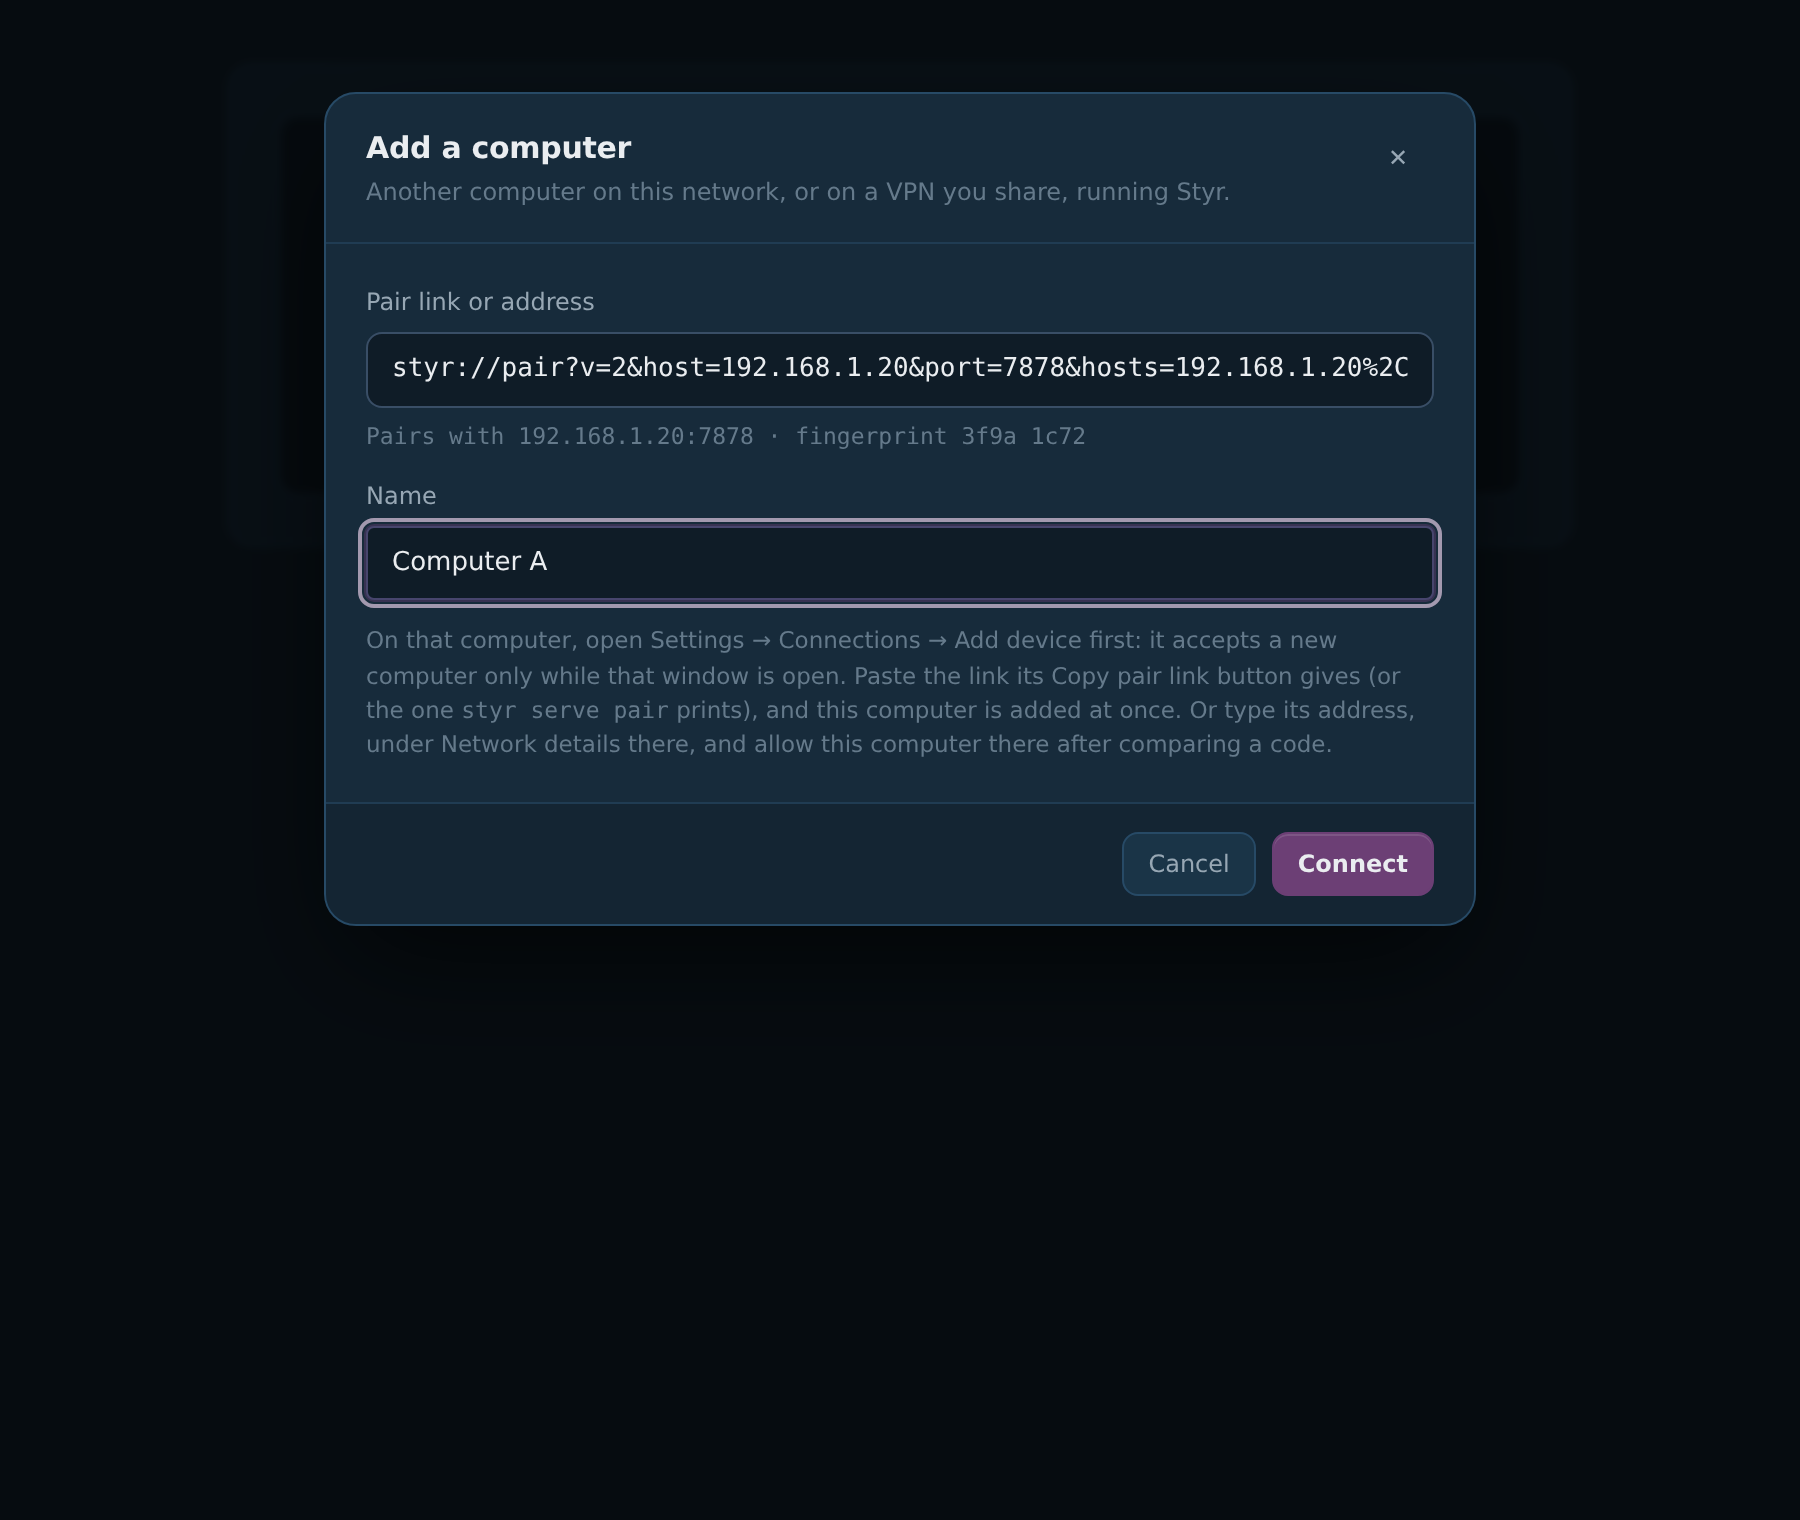 Add a computer
×
Another computer on this network, or on a VPN you share, running Styr.
Pair link or address
styr://pair?v=2&host=192.168.1.20&port=7878&hosts=192.168.1.20%2C
Pairs with 192.168.1.20:7878 · fingerprint 3f9a 1c72
Name
Computer A
On that computer, open Settings → Connections → Add device first: it accepts a new
computer only while that window is open. Paste the link its Copy pair link button gives (or
the one styr serve pair prints), and this computer is added at once. Or type its address,
under Network details there, and allow this computer there after comparing a code.
Cancel
Connect